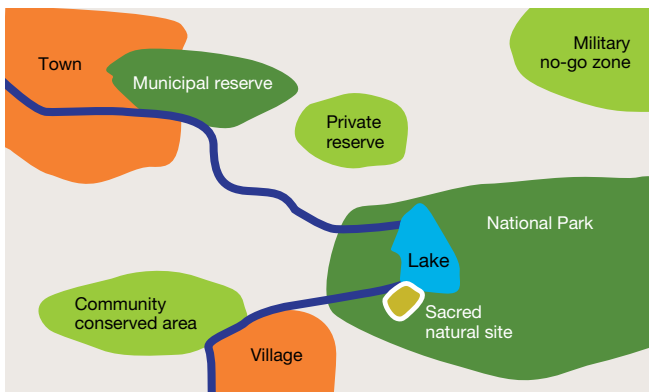 Town
Municipal reserve
Military
no-go zone
Private
reserve
National Park
Lake
Sacred
natural site
Community
conserved area
Village